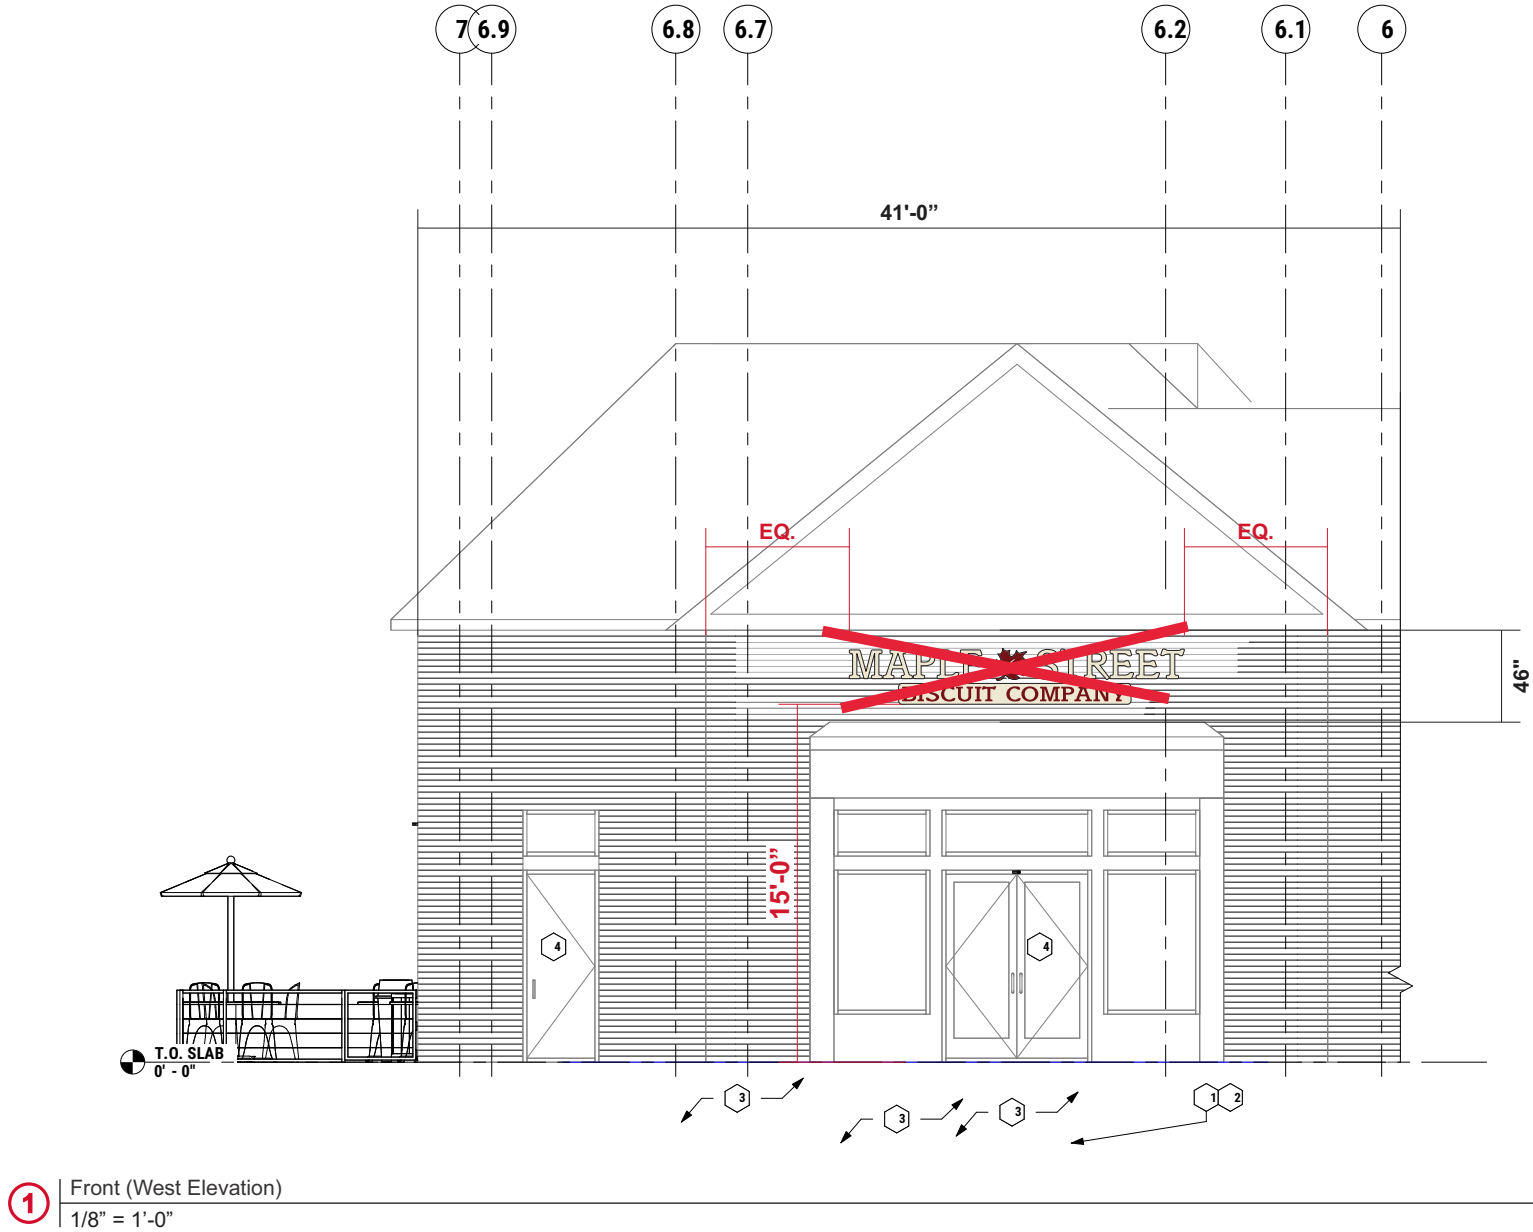 7 6.9 6.8 6.7 6.2 6.1 6
41'-0”
EQ. EQ.
MAPLE STREET
BISCUIT COMPANY
46"
15'-0”
4 4
T.O. SLAB
0' - 0"
3 3 3 1 2
1 Front (West Elevation)
1/8” = 1’-0”